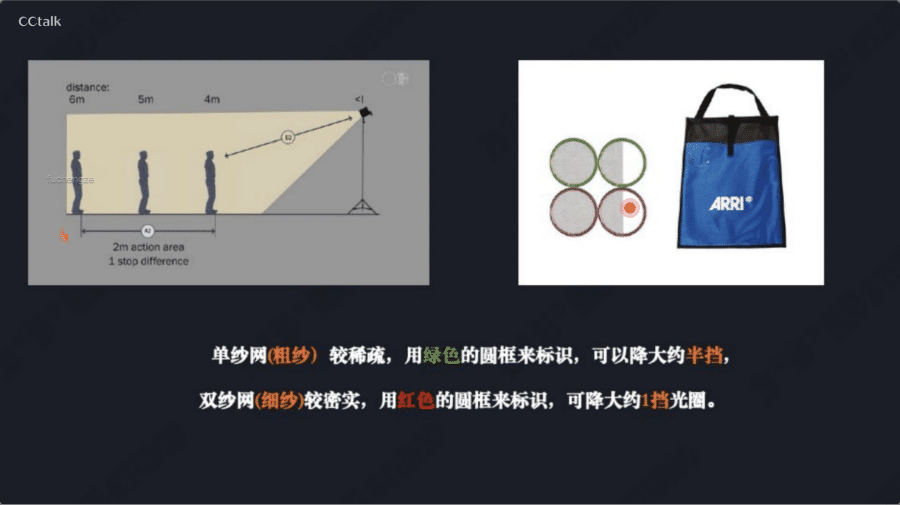 CCtalk
distance:
6m 5m 4m
fuchengze
2m action area
1 stop difference
ARRI
单纱网(粗纱) 较稀疏，用绿色的圆框来标识，可以降大约半挡，
双纱网(细纱)较密实，用红色的圆框来标识，可降大约1挡光圈。